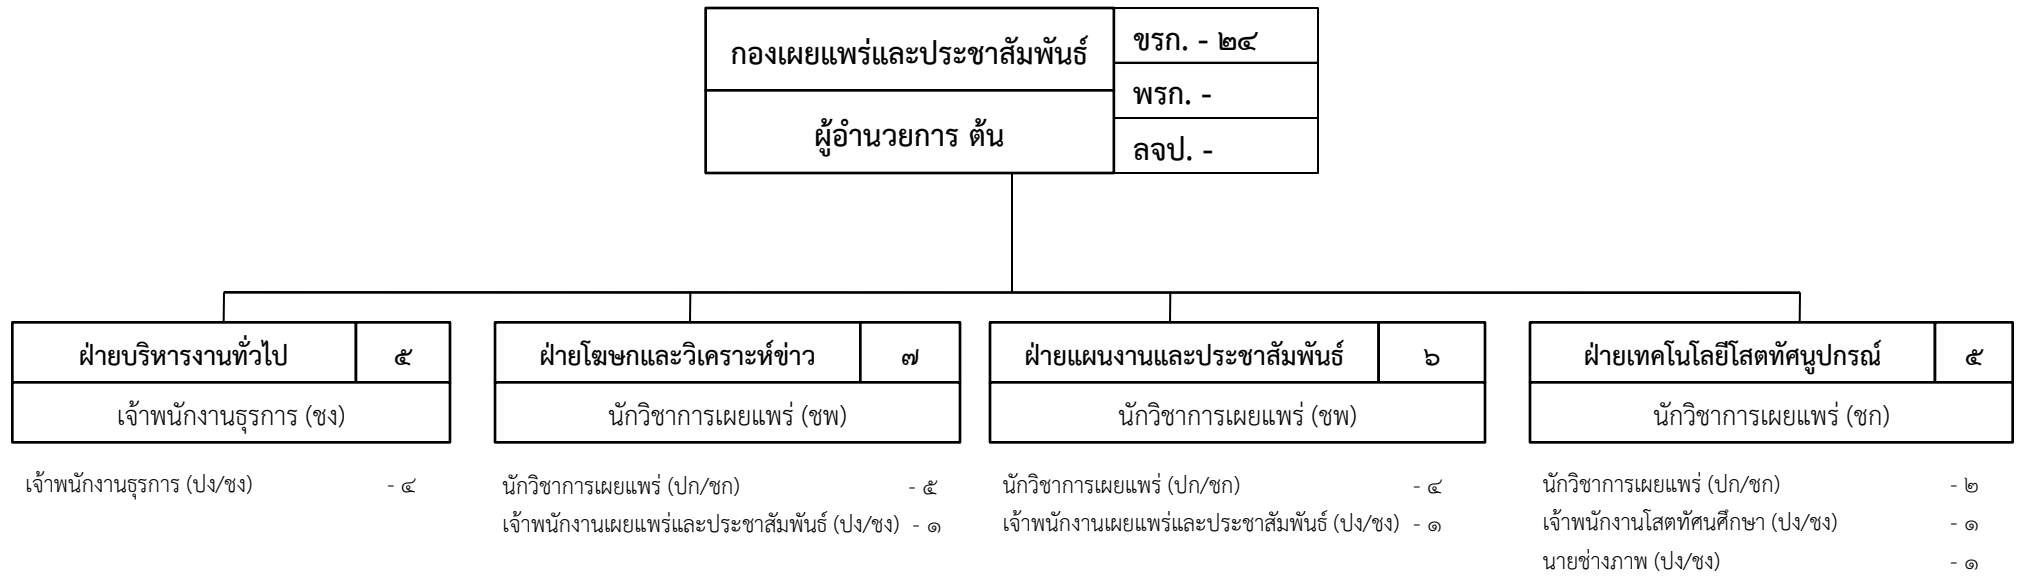 กองเผยแพร่และประชาสัมพันธ์
ผู้อำนวยการ ต้น
ขรก. - ๒๔
พรก. -
ลจป. -
ฝ่ายบริหารงานทั่วไป ๕
เจ้าพนักงานธุรการ (ชง)
เจ้าพนักงานธุรการ (ปง/ชง) - ๔
ฝ่ายโฆษกและวิเคราะห์ข่าว ๗
นักวิชาการเผยแพร่ (ชพ)
นักวิชาการเผยแพร่ (ปก/ชก) - ๕
เจ้าพนักงานเผยแพร่และประชาสัมพันธ์ (ปง/ชง) - ๑
ฝ่ายแผนงานและประชาสัมพันธ์ ๖
นักวิชาการเผยแพร่ (ชพ)
นักวิชาการเผยแพร่ (ปก/ชก) - ๔
เจ้าพนักงานเผยแพร่และประชาสัมพันธ์ (ปง/ชง) - ๑
ฝ่ายเทคโนโลยีโสตทัศนูปกรณ์ ๕
นักวิชาการเผยแพร่ (ชก)
นักวิชาการเผยแพร่ (ปก/ชก) - ๒
เจ้าพนักงานโสตทัศนศึกษา (ปง/ชง) - ๑
นายช่างภาพ (ปง/ชง) - ๑